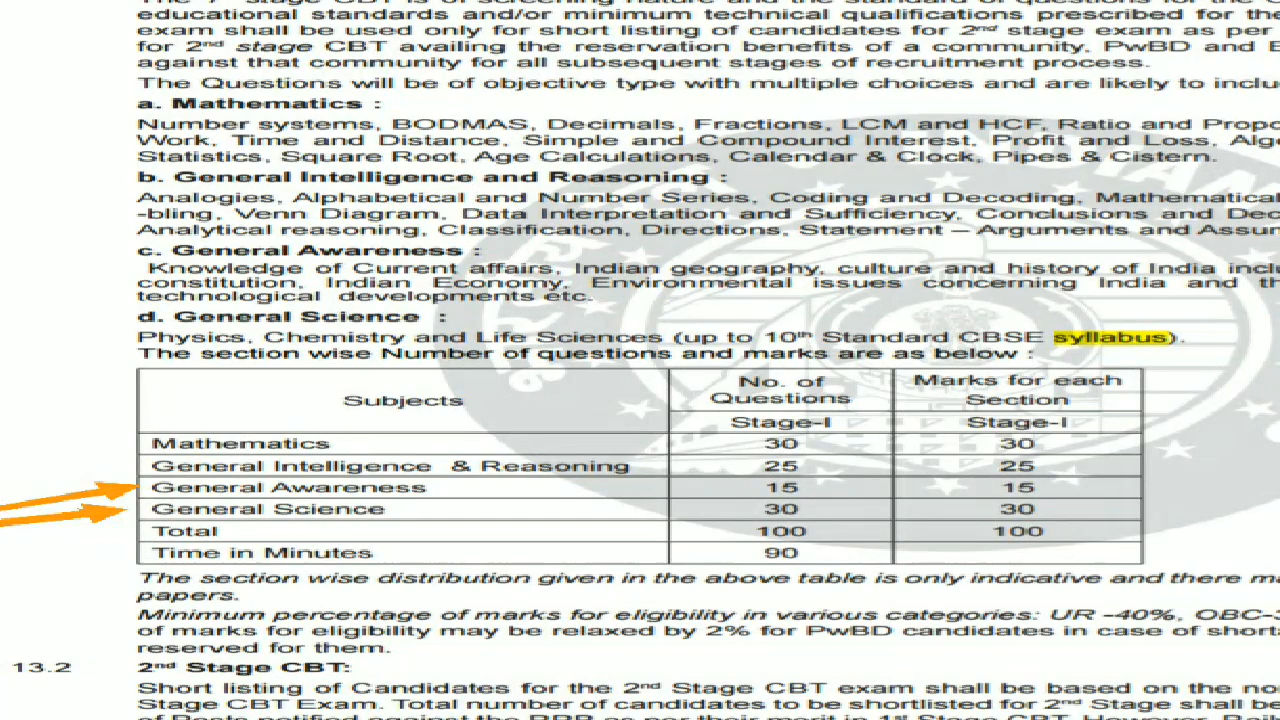 educational standards and/or minimum technical qualifications prescribed for the
exam shall be used only for short listing of candidates for 2nd stage exam as per
for 2nd stage CBT availing the reservation benefits of a community, PwBD and E
against that community for all subsequent stages of recruitment process.
The Questions will be of objective type with multiple choices and are likely to inclu
a. Mathematics :
Number systems, BODMAS, Decimals, Fractions, LCM and HCF, Ratio and Propo
Work, Time and Distance, Simple and Compound Interest, Profit and Loss, Alge
Statistics, Square Root, Age Calculations, Calendar & Clock, Pipes & Cistern.
b. General Intelligence and Reasoning :
Analogies, Alphabetical and Number Series, Coding and Decoding, Mathematical
-bling, Venn Diagram, Data Interpretation and Sufficiency, Conclusions and Dec
Analytical reasoning, Classification, Directions, Statement – Arguments and Assum
c. General Awareness :
Knowledge of Current affairs, Indian geography, culture and history of India incl
constitution, Indian Economy, Environmental issues concerning India and th
technological developments etc.
d. General Science :
Physics, Chemistry and Life Sciences (up to 10th Standard CBSE syllabus).
The section wise Number of questions and marks are as below :
Subjects No. of Questions Marks for each Section
Stage-I Stage-I
Mathematics 30 30
General Intelligence & Reasoning 25 25
General Awareness 15 15
General Science 30 30
Total 100 100
Time in Minutes 90
The section wise distribution given in the above table is only indicative and there m
papers.
Minimum percentage of marks for eligibility in various categories: UR -40%, OBC-
of marks for eligibility may be relaxed by 2% for PwBD candidates in case of short
reserved for them.
13.2 2nd Stage CBT:
Short listing of Candidates for the 2nd Stage CBT exam shall be based on the no
Stage CBT Exam. Total number of candidates to be shortlisted for 2nd Stage shall be